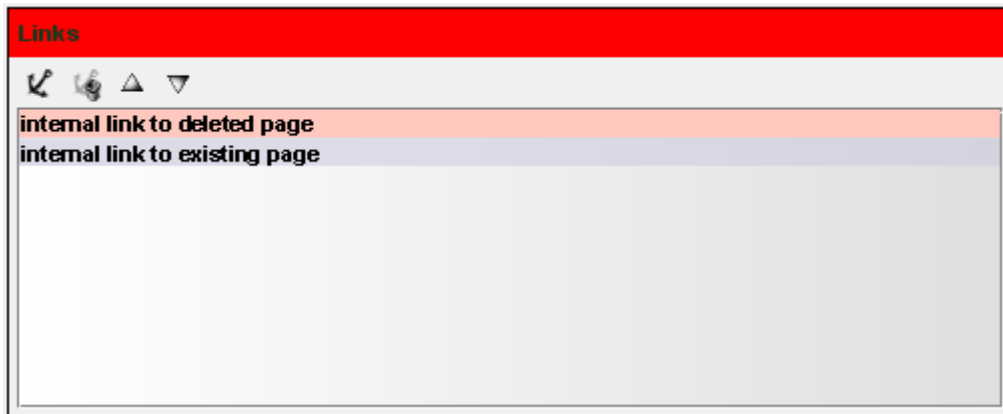 Links
internal link to deleted page
internal link to existing page